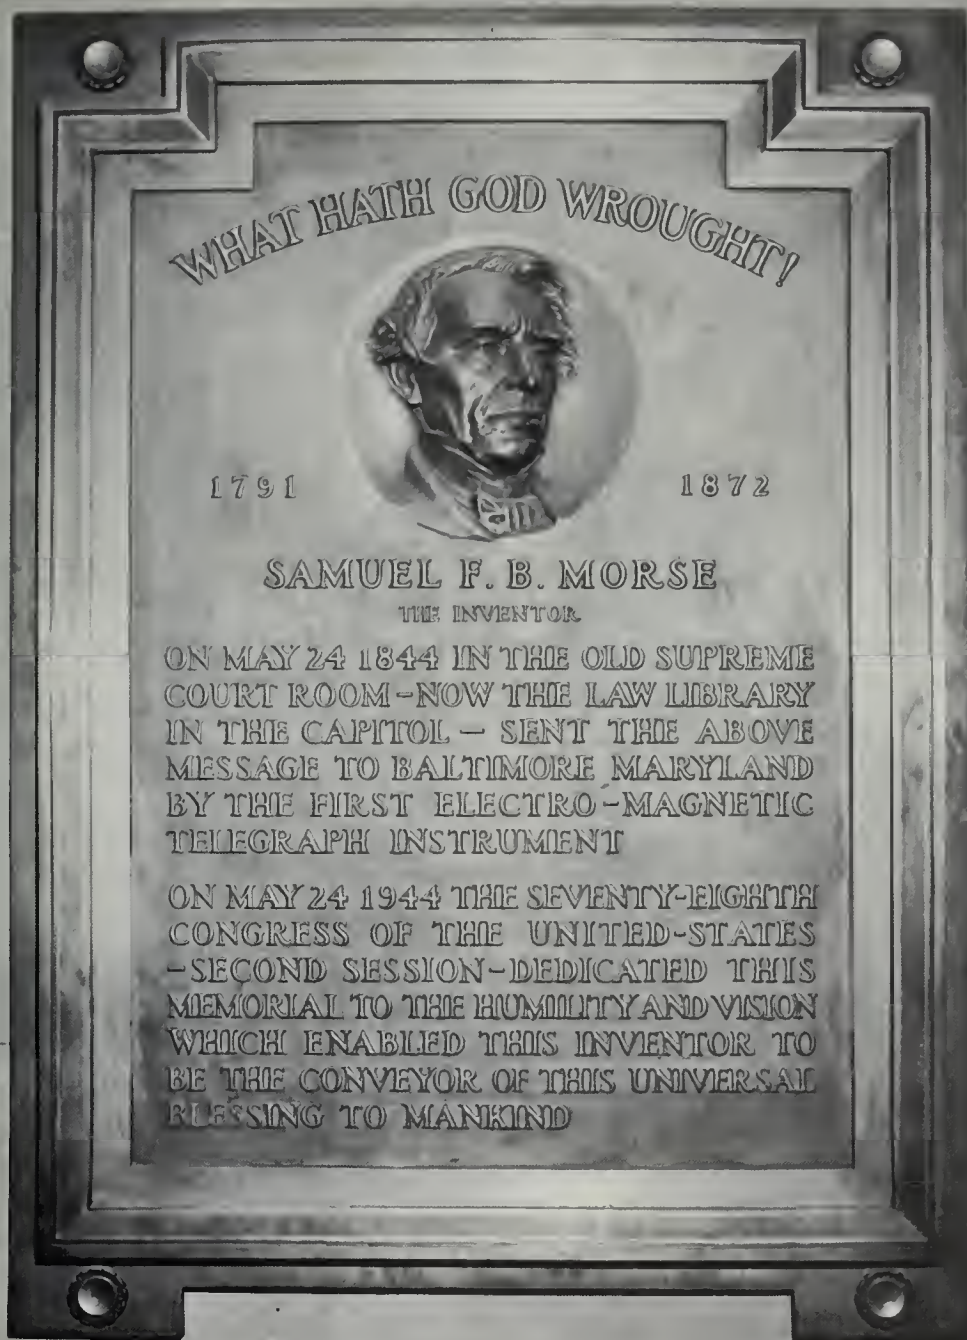 WHAT HATH GOD WROUGHT!
1791 1872
SAMUEL F. B. MORSE
THE INVENTOR
ON MAY 24 1844 IN THE OLD SUPREME
COURT ROOM-NOW THE LAW LIBRARY
IN THE CAPITOL - SENT THE ABOVE
MESSAGE TO BALTIMORE MARYLAND
BY THE FIRST ELECTRO-MAGNETIC
TELEGRAPH INSTRUMENT
ON MAY 24 1944 THE SEVENTY-EIGHTH
CONGRESS OF THE UNITED-STATES
-SECOND SESSION-DEDICATED THIS
MEMORIAL TO THE HUMILITY AND VISION
WHICH ENABLED THIS INVENTOR TO
BE THE CONVEYOR OF THIS UNIVERSAL
BLESSING TO MANKIND